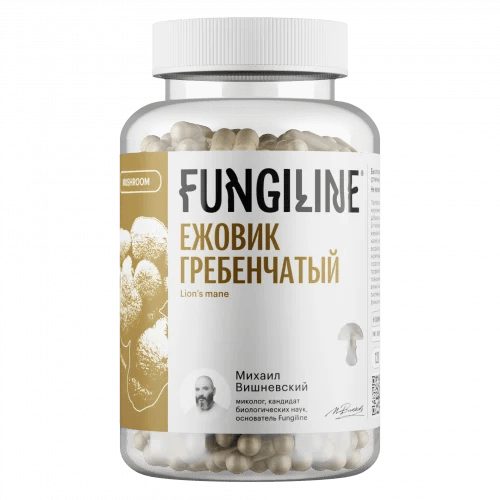 MUSHROOM
FUNGILINE
ЕЖОВИК
ГРЕБЕНЧАТЫЙ
Lion's mane
Михаил
Вишневский
миколог, кандидат
биологических наук,
основатель Fungiline